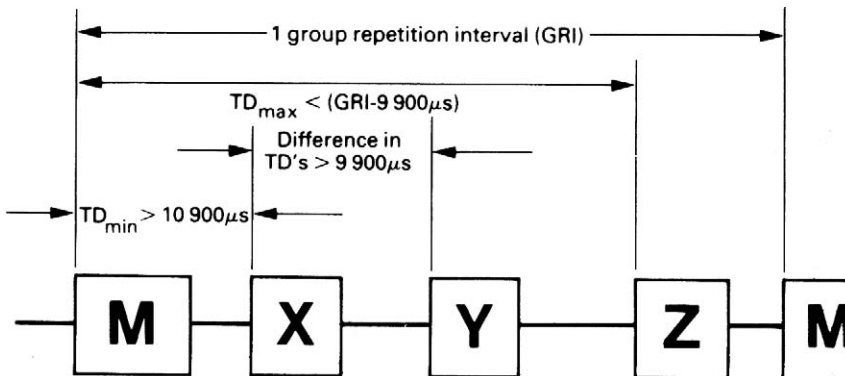 1 group repetition interval (GRI)
TDmax < (GRI-9 900μs)
Difference in
TD's > 9 900μs
TDmin > 10 900μs
M X Y Z M